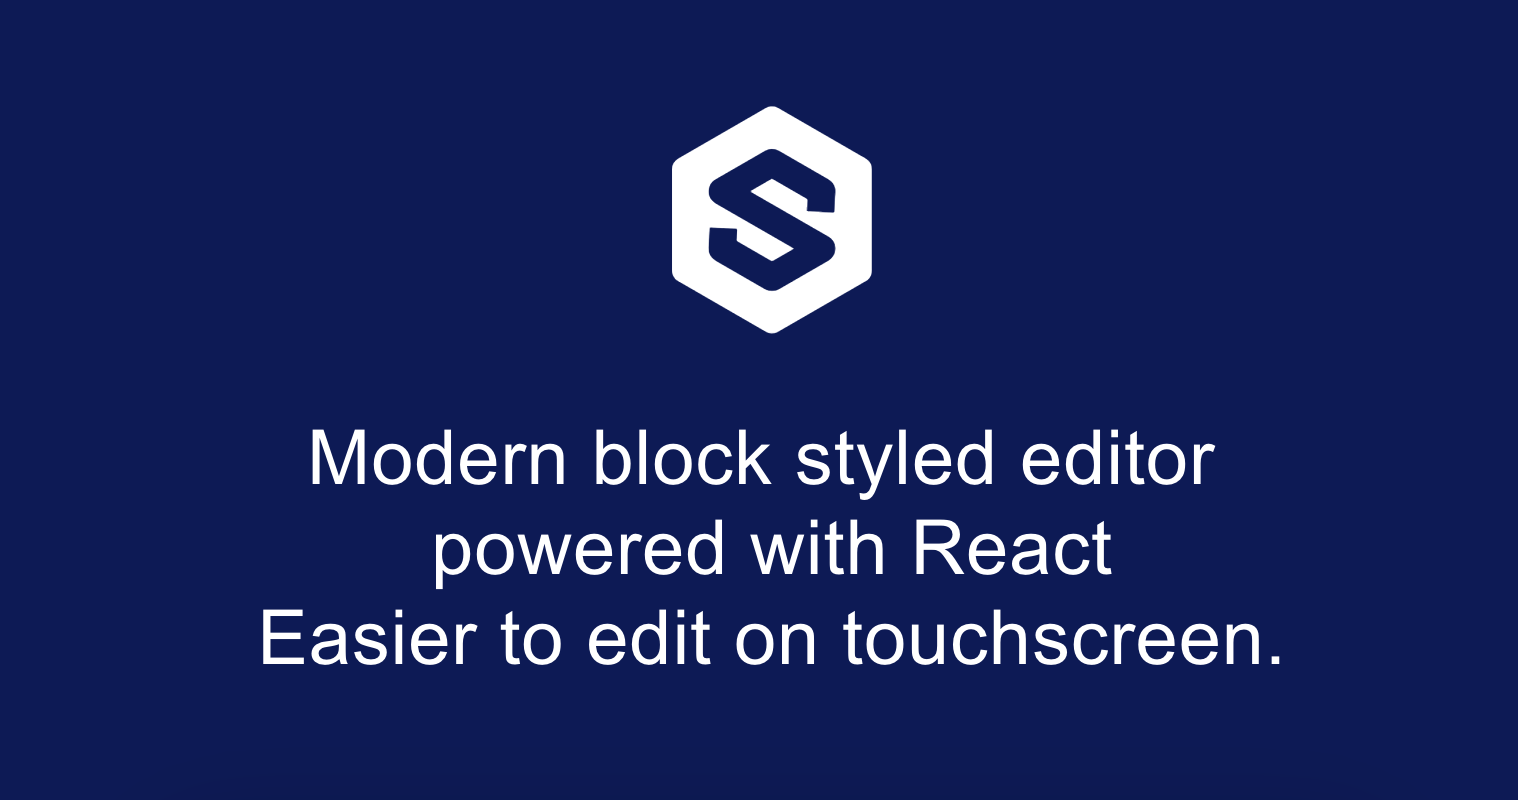 S
Modern block styled editor
powered with React
Easier to edit on touchscreen.